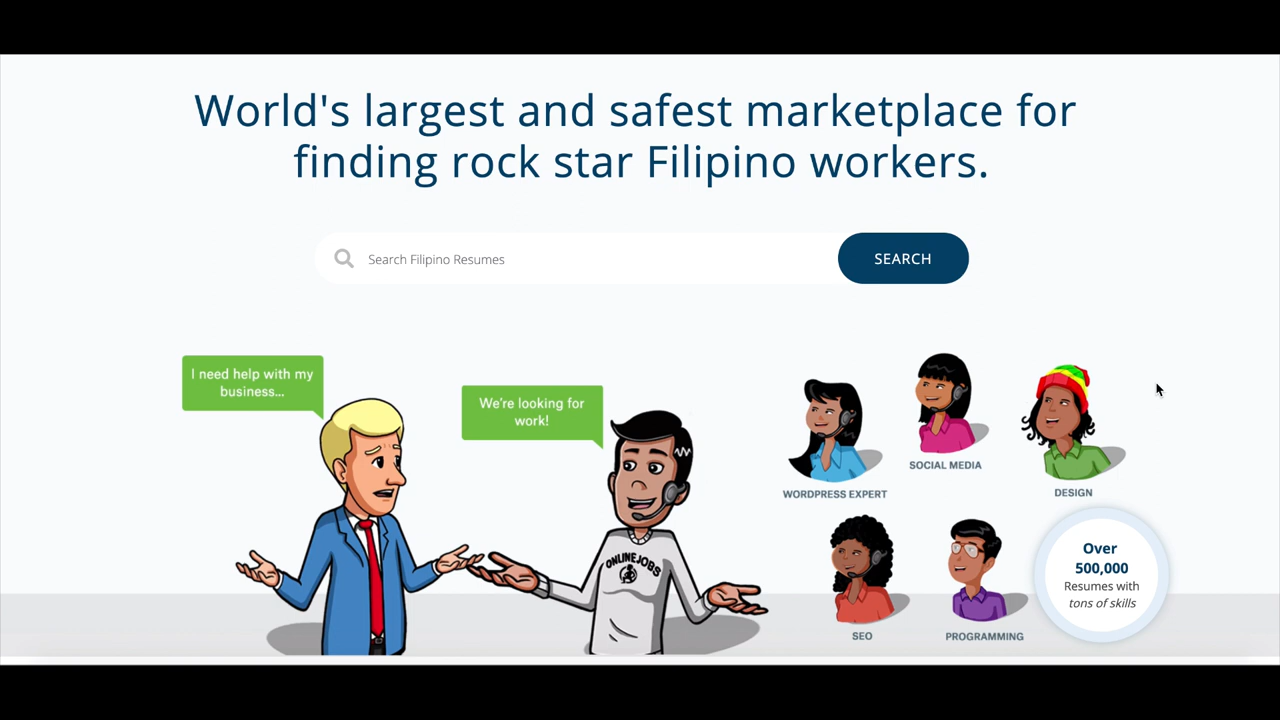 World's largest and safest marketplace for
finding rock star Filipino workers.
Search Filipino Resumes
SEARCH
I need help with my
business...
We're looking for
work!
ONLINEJOBS
WORDPRESS EXPERT
SOCIAL MEDIA
DESIGN
SEO
PROGRAMMING
Over
500,000
Resumes with
tons of skills